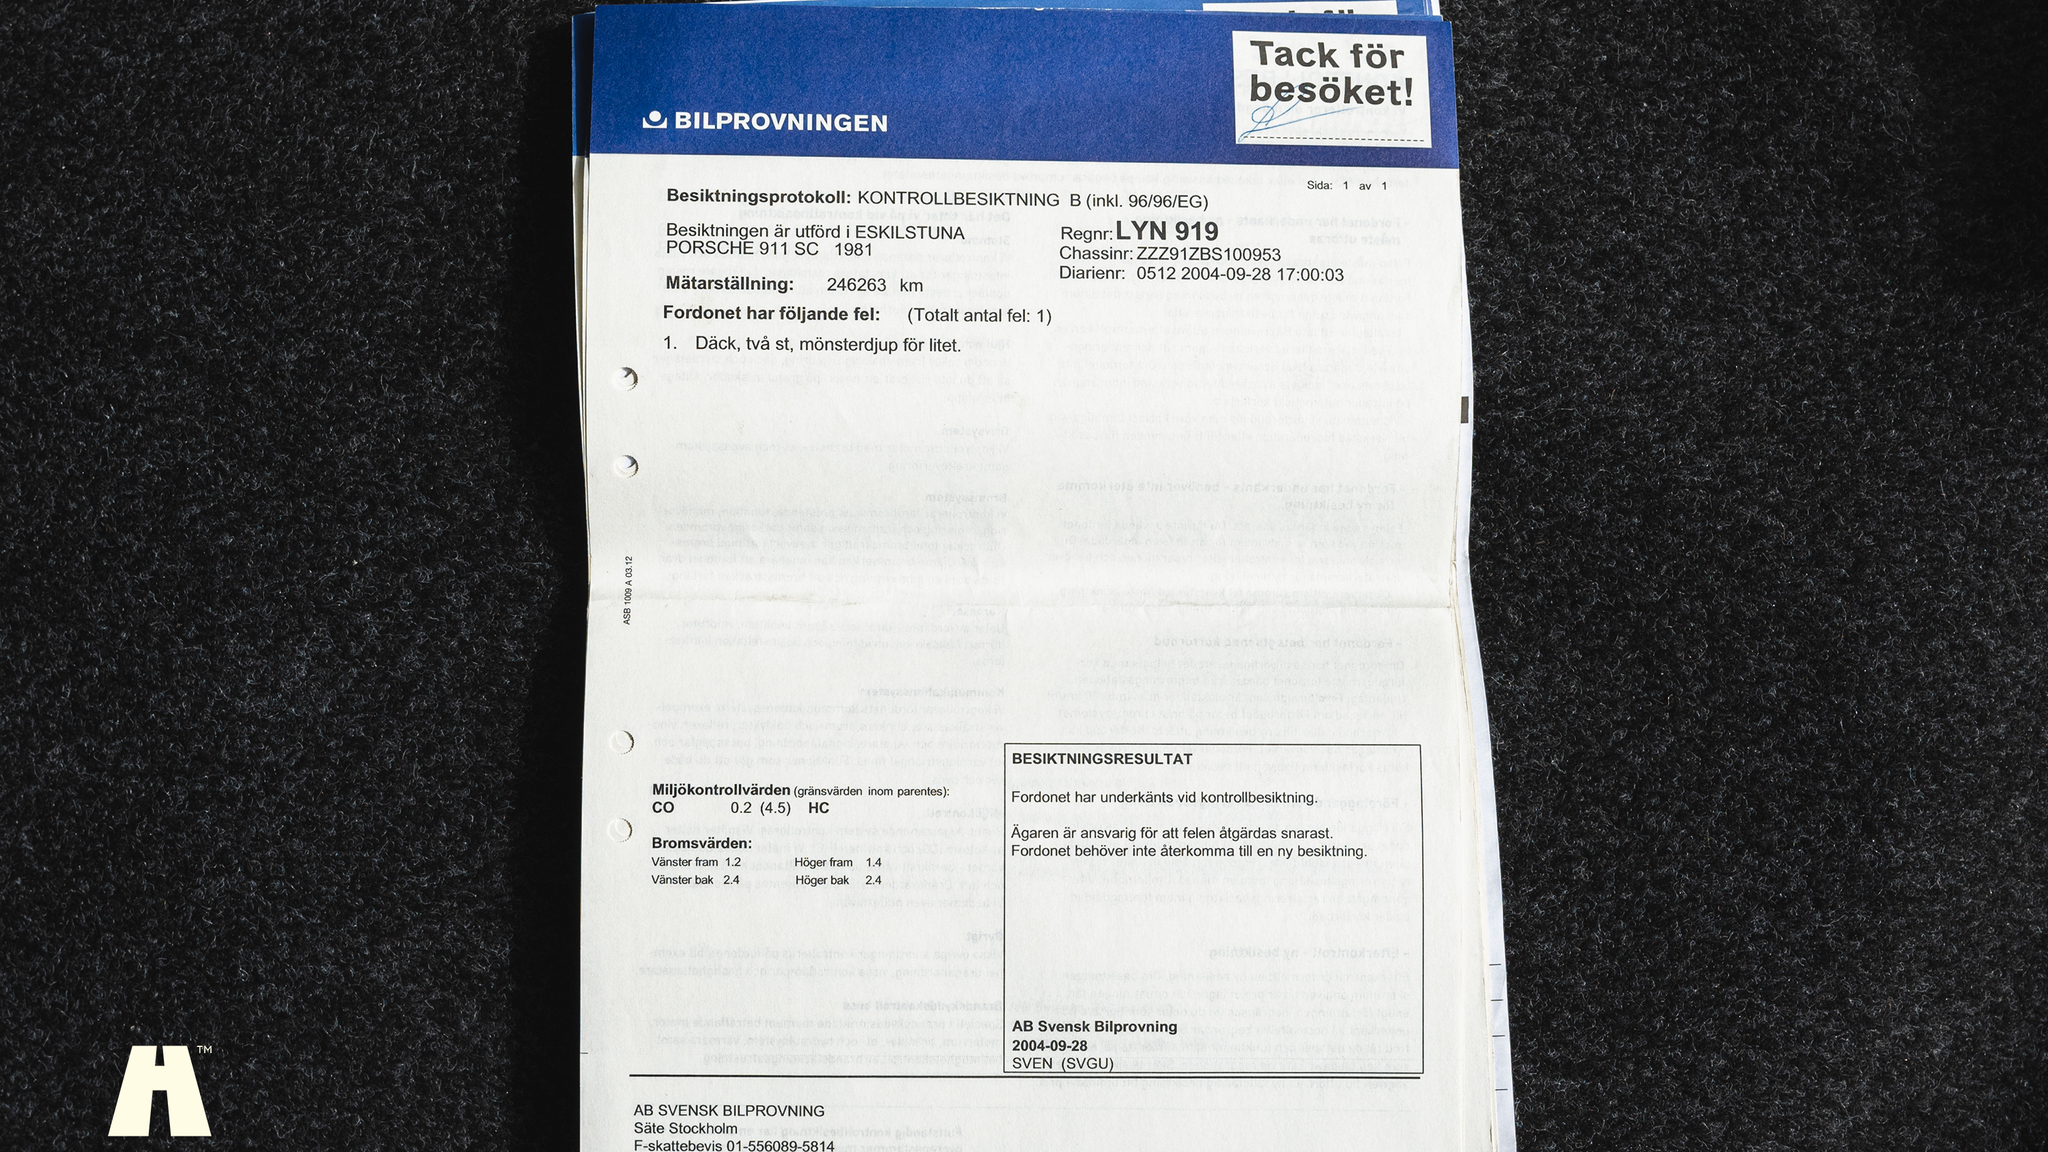 Tack för
besöket!
BILPROVNINGEN
Sida: 1 av 1
Besiktningsprotokoll: KONTROLLBESIKTNING B (inkl. 96/96/EG)
Besiktningen är utförd i ESKILSTUNA
PORSCHE 911 SC 1981
Regnr: LYN 919
Chassinr: ZZZ91ZBS100953
Diarienr: 0512 2004-09-28 17:00:03
Mätarställning: 246263 km
Fordonet har följande fel: (Totalt antal fel: 1)
1. Däck, två st, mönsterdjup för litet.
ASB 1009 A 03.12
Miljökontrollvärden (gränsvärden inom parentes):
CO 0.2 (4.5) HC
Bromsvärden:
Vänster fram 1.2 Höger fram 1.4
Vänster bak 2.4 Höger bak 2.4
BESIKTNINGSRESULTAT
Fordonet har underkänts vid kontrollbesiktning.
Ägaren är ansvarig för att felen åtgärdas snarast.
Fordonet behöver inte återkomma till en ny besiktning.
AB Svensk Bilprovning
2004-09-28
SVEN (SVGU)
AB SVENSK BILPROVNING
Säte Stockholm
F-skattebevis 01-556089-5814
H™